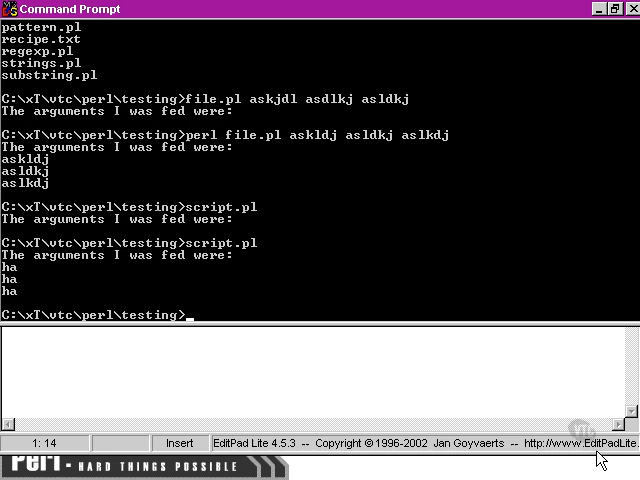 Command Prompt
pattern.pl
recipe.txt
regexp.pl
strings.pl
substring.pl
C:\xT\vtc\perl\testing>file.pl askjdl asdlkj asldkj
The arguments I was fed were:
C:\xT\vtc\perl\testing>perl file.pl askldj asldkj aslkdj
The arguments I was fed were:
askldj
asldkj
aslkdj
C:\xT\vtc\perl\testing>script.pl
The arguments I was fed were:
C:\xT\vtc\perl\testing>script.pl
The arguments I was fed were:
ha
ha
ha
C:\xT\vtc\perl\testing>
1: 14 Insert EditPad Lite 4.5.3 -- Copyright © 1996-2002 Jan Goyvaerts -- http://www.EditPadLite.
Perl - HARD THINGS POSSIBLE